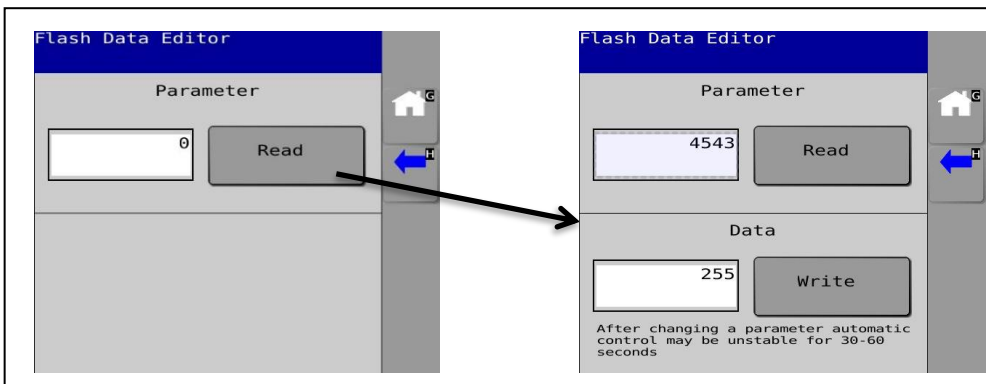 Flash Data Editor
Parameter
0
Read
G
H
Flash Data Editor
Parameter
4543
Read
Data
255
Write
After changing a parameter automatic
control may be unstable for 30-60
seconds
G
H